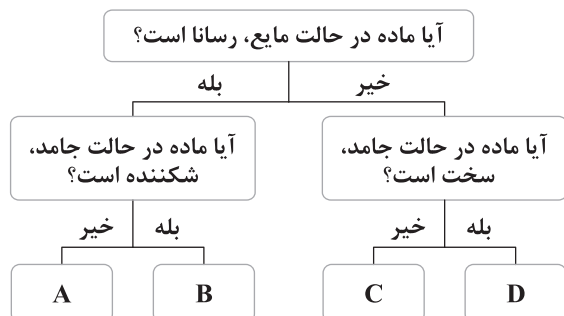 آیا ماده در حالت مایع، رسانا است؟
خیر
بله
آیا ماده در حالت جامد،
سخت است؟
آیا ماده در حالت جامد،
شکننده است؟
بله
خیر
بله
خیر
D
C
B
A